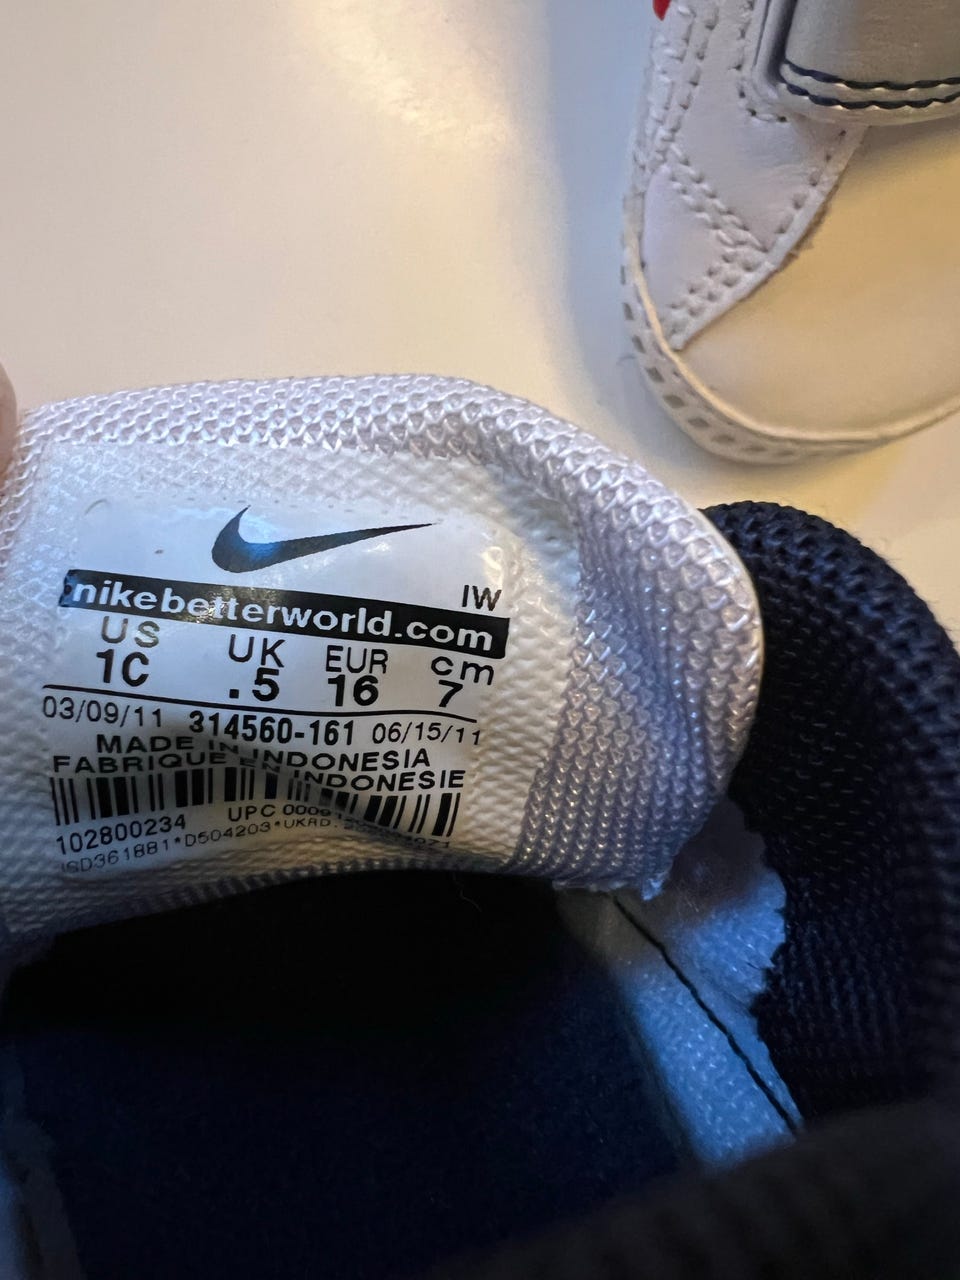 IW
nikebetterworld.com
US UK EUR cm
1C .5 16 7
03/09/11 314560-161 06/15/11
MADE IN INDONESIA
FABRIQUE EN INDONESIE
102800234 UPC